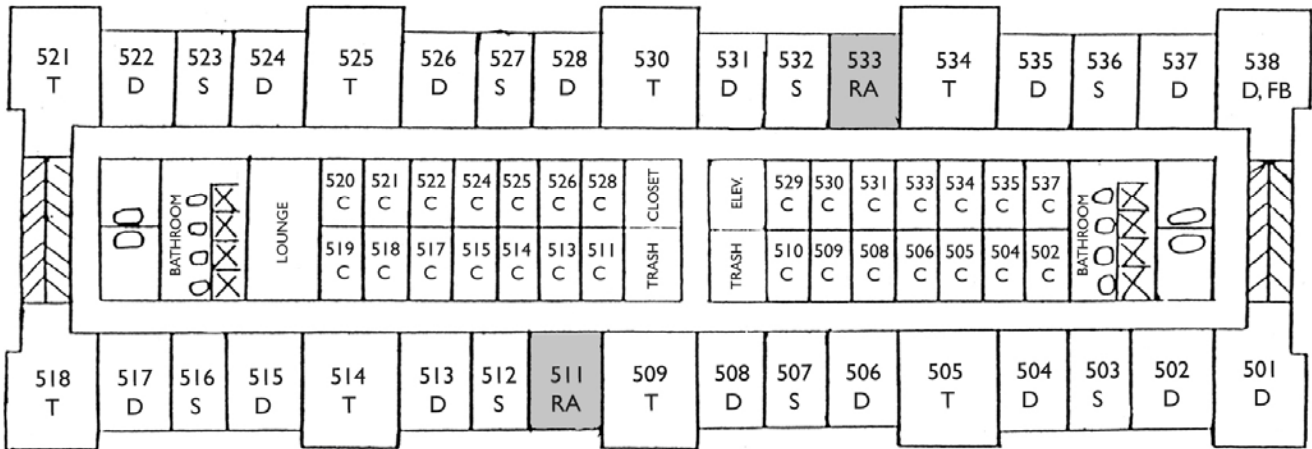 521 522 523 524 525 526 527 528 530 531 532 533 534 535 536 537 538
T D S D T D S D T D S RA T D S D D, FB
BATHROOM
LOUNGE
520 521 522 524 525 526 528
C C C C C C C
519 518 517 515 514 513 511
C C C C C C C
CLOSET
TRASH
ELEV.
TRASH
529 530 531 533 534 535 537
C C C C C C C
510 509 508 506 505 504 502
C C C C C C C
BATHROOM
518 517 516 515 514 513 512 511 509 508 507 506 505 504 503 502 501
T D S D T D S RA T D S D T D S D D